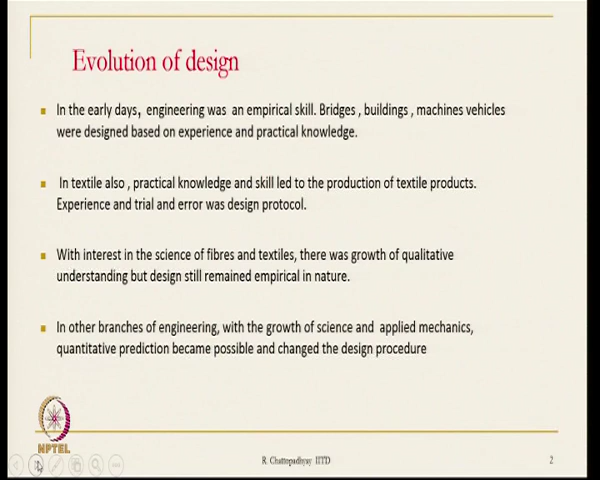 Evolution of design
In the early days, engineering was an empirical skill. Bridges , buildings , machines vehicles
were designed based on experience and practical knowledge.
In textile also , practical knowledge and skill led to the production of textile products.
Experience and trial and error was design protocol.
With interest in the science of fibres and textiles, there was growth of qualitative
understanding but design still remained empirical in nature.
In other branches of engineering, with the growth of science and applied mechanics,
quantitative prediction became possible and changed the design procedure
NPTEL
R Chattopadhyay IITD
2